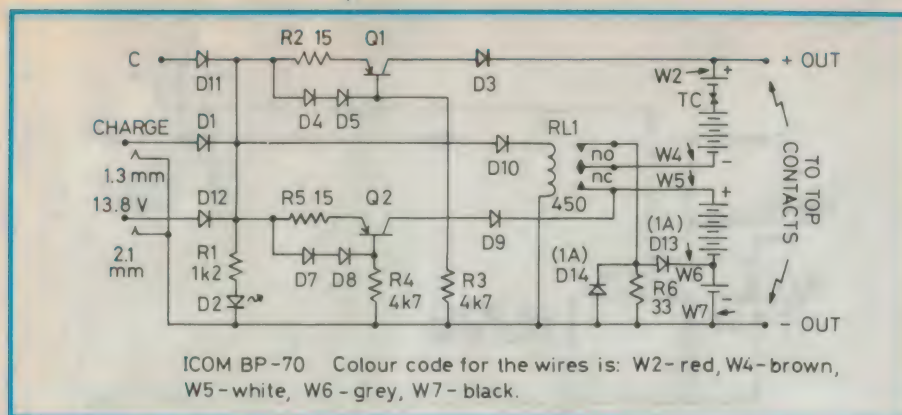 R2 15
Q1
C
D11
D3
+ OUT
W2
+
TC
D4
D5
CHARGE
D1
RL1
no
W4
-
nc
W5
+
D10
1.3 mm
13.8 V
D12
R5 15
Q2
450
D9
2.1
mm
R1
1k2
D7
D8
(1A)
D14
(1A)
D13
W6
D2
R4
4k7
R3
4k7
R6
33
W7
-
- OUT
TO TOP
CONTACTS
ICOM BP-70 Colour code for the wires is: W2-red, W4-brown,
W5-white, W6-grey, W7-black.